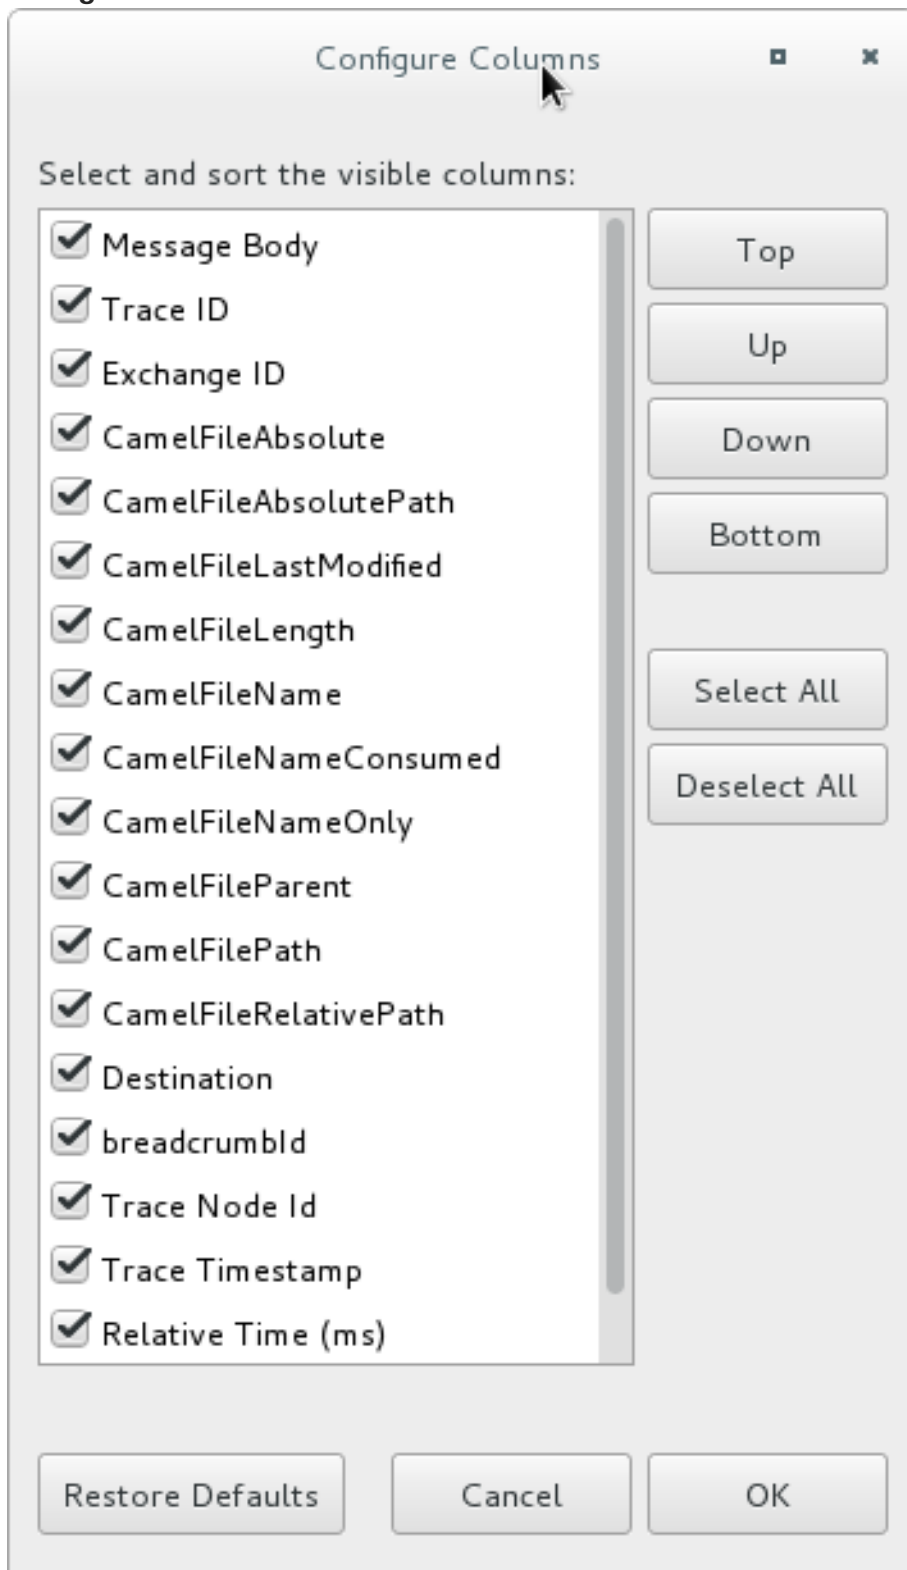 Configure Columns
Select and sort the visible columns:
Message Body
Trace ID
Exchange ID
CamelFileAbsolute
CamelFileAbsolutePath
CamelFileLastModified
CamelFileLength
CamelFileName
CamelFileNameConsumed
CamelFileNameOnly
CamelFileParent
CamelFilePath
CamelFileRelativePath
Destination
breadcrumbId
Trace Node Id
Trace Timestamp
Relative Time (ms)
Top
Up
Down
Bottom
Select All
Deselect All
Restore Defaults
Cancel
OK